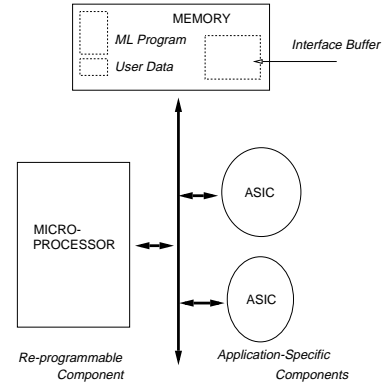 MEMORY
ML Program
User Data
Interface Buffer
MICRO-
PROCESSOR
ASIC
ASIC
Re-programmable
Component
Application-Specific
Components